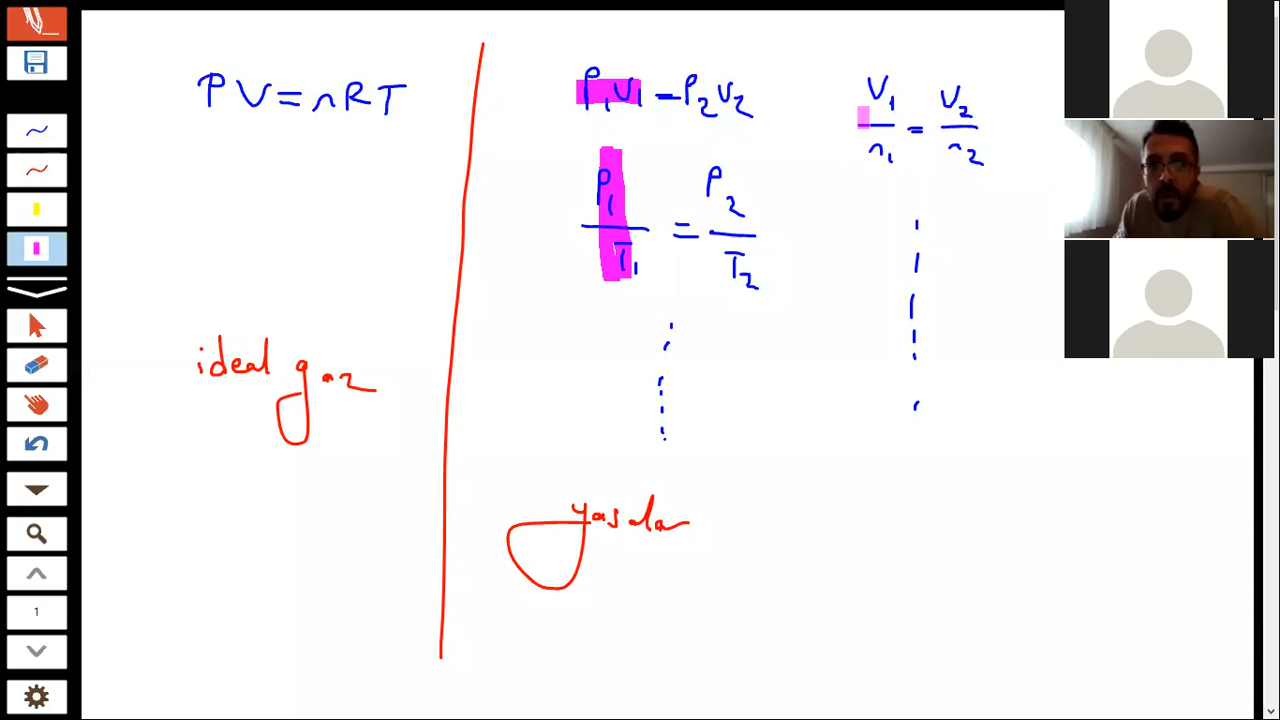 PV=nRT
ideal gaz
P₁V₁=P₂V₂
V₁/n₁ = V₂/n₂
P₁/T₁ = P₂/T₂
yasalar
1